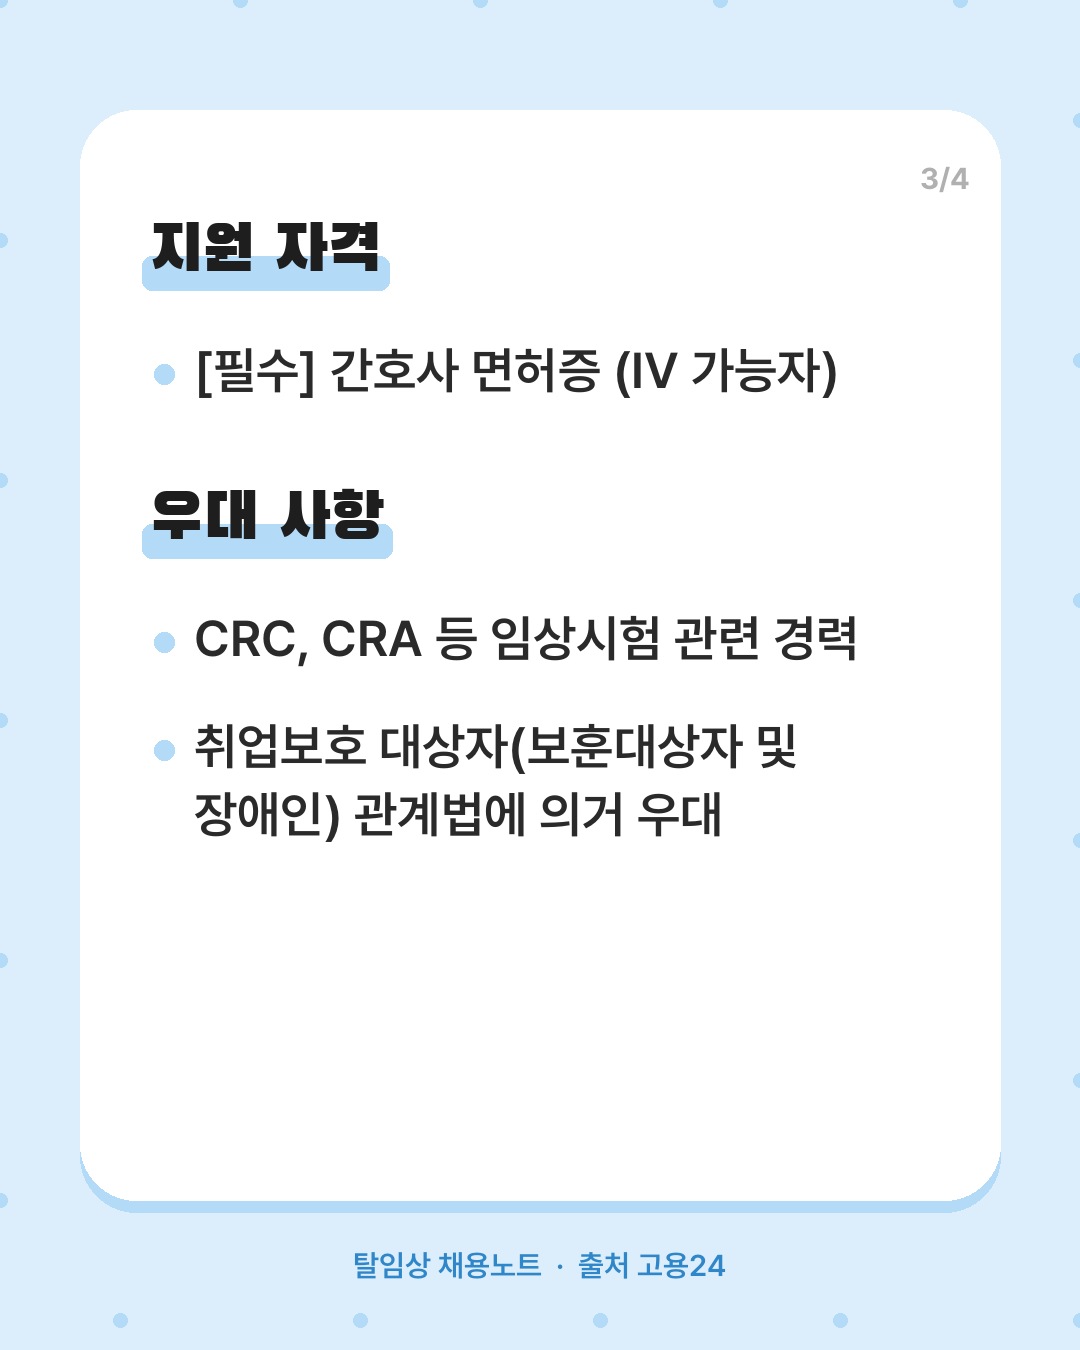 3/4
지원 자격
[필수] 간호사 면허증 (IV 가능자)
우대 사항
CRC, CRA 등 임상시험 관련 경력
취업보호 대상자(보훈대상자 및
장애인) 관계법에 의거 우대
탈임상 채용노트 · 출처 고용24